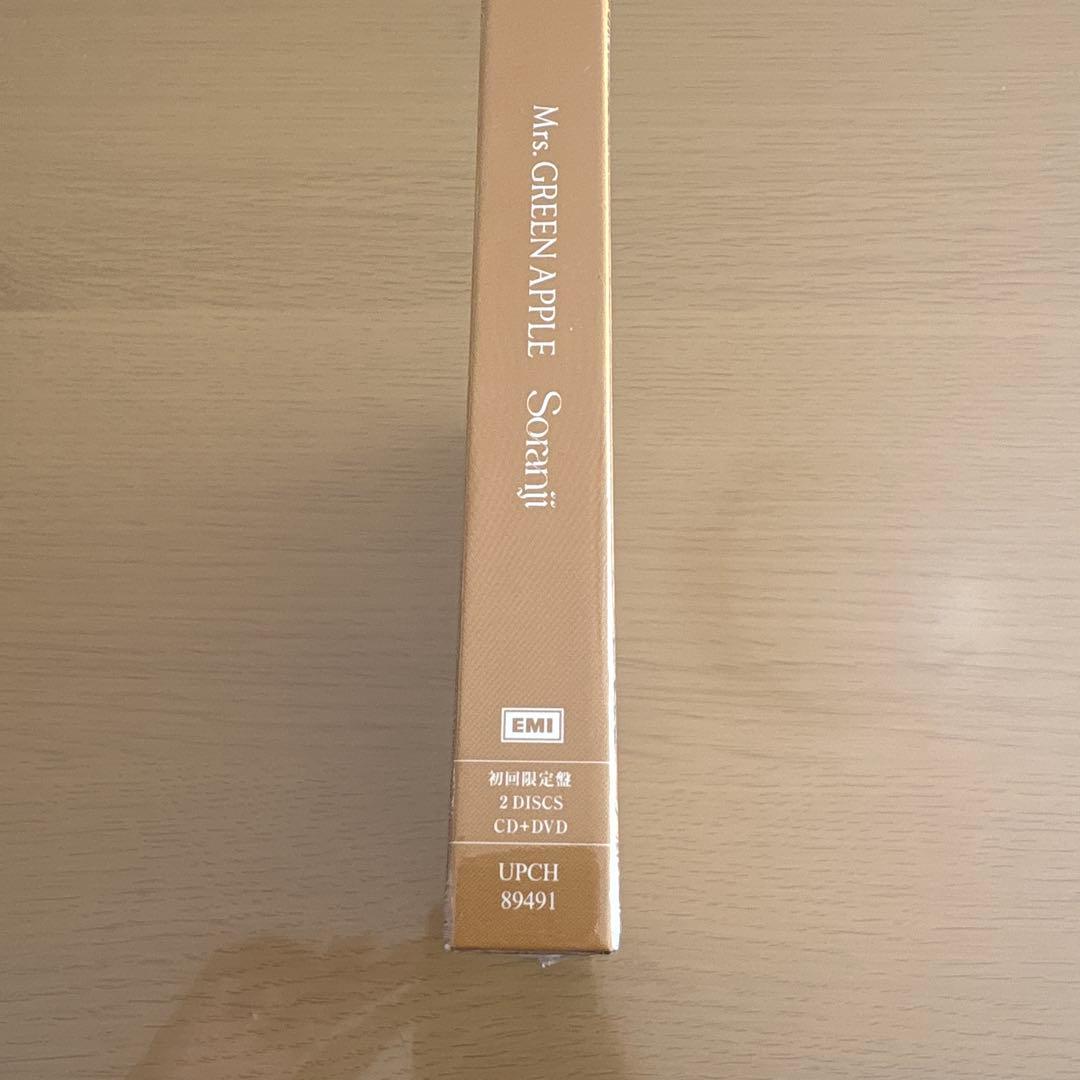 Mrs. GREEN APPLE Soranji
EMI
初回限定盤
2 DISCS
CD+DVD
UPCH
89491